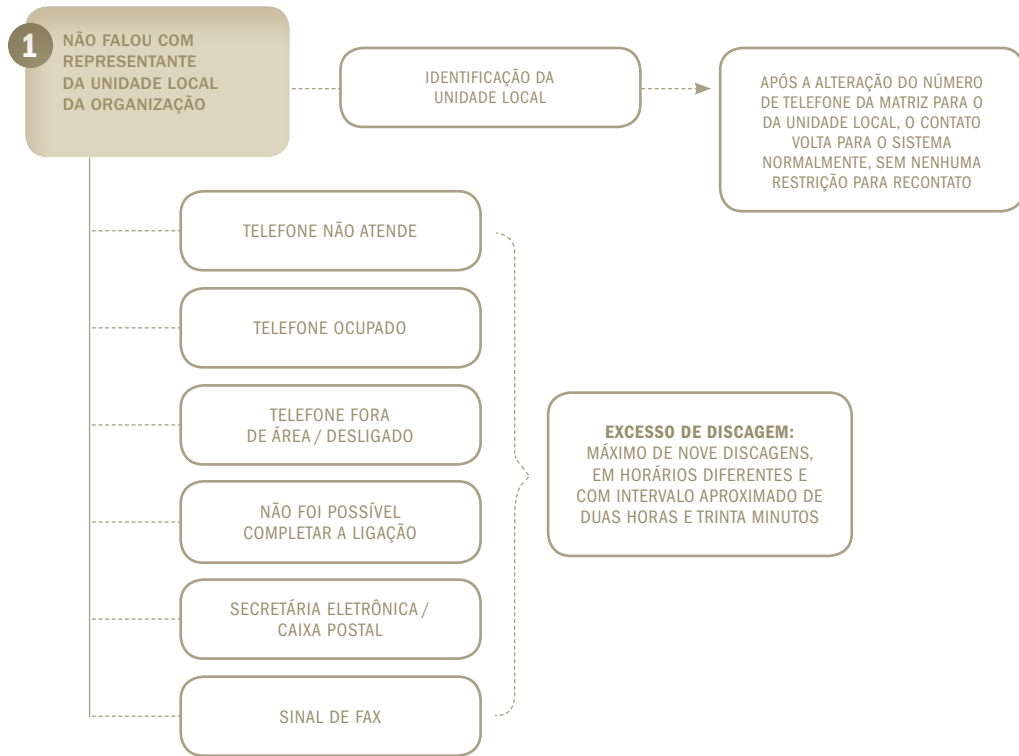 1
NÃO FALOU COM
REPRESENTANTE
DA UNIDADE LOCAL
DA ORGANIZAÇÃO
IDENTIFICAÇÃO DA
UNIDADE LOCAL
APÓS A ALTERAÇÃO DO NÚMERO
DE TELEFONE DA MATRIZ PARA O
DA UNIDADE LOCAL, O CONTATO
VOLTA PARA O SISTEMA
NORMALMENTE, SEM NENHUMA
RESTRIÇÃO PARA RECONTATO
TELEFONE NÃO ATENDE
TELEFONE OCUPADO
TELEFONE FORA
DE ÁREA / DESLIGADO
NÃO FOI POSSÍVEL
COMPLETAR A LIGAÇÃO
SECRETÁRIA ELETRÔNICA /
CAIXA POSTAL
SINAL DE FAX
EXCESSO DE DISCAGEM:
MÁXIMO DE NOVE DISCAGENS,
EM HORÁRIOS DIFERENTES E
COM INTERVALO APROXIMADO DE
DUAS HORAS E TRINTA MINUTOS